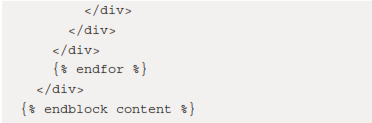 </div>
</div>
</div>
{% endfor %}
</div>
{% endblock content %}